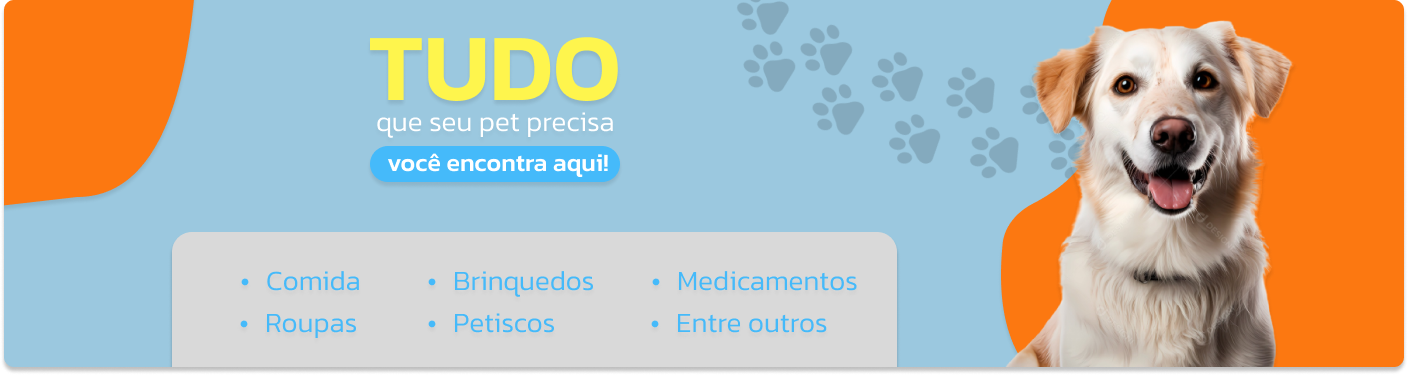 TUDO
que seu pet precisa
você encontra aqui!
• Comida • Brinquedos • Medicamentos
• Roupas • Petiscos • Entre outros